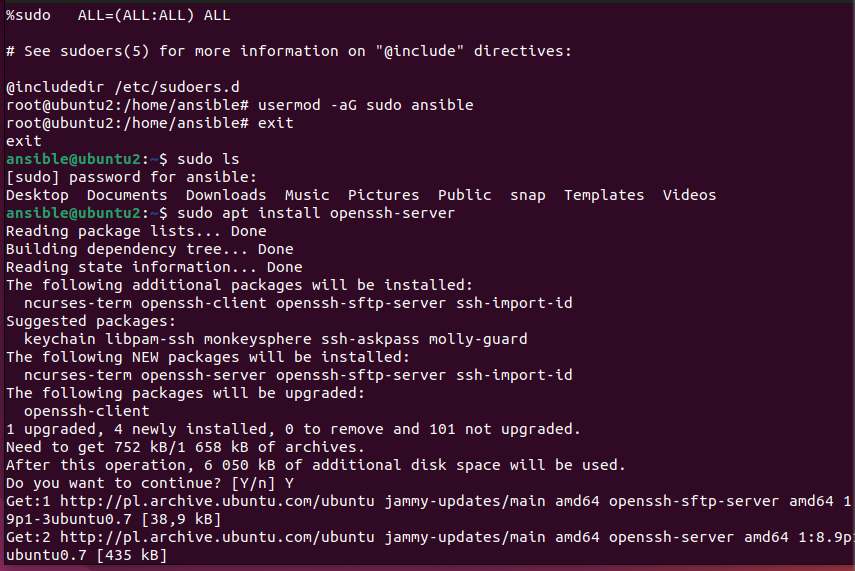 %sudo   ALL=(ALL:ALL) ALL
# See sudoers(5) for more information on "@include" directives:
@includedir /etc/sudoers.d
root@ubuntu2:/home/ansible# usermod -aG sudo ansible
root@ubuntu2:/home/ansible# exit
exit
ansible@ubuntu2:~$ sudo ls
[sudo] password for ansible:
Desktop  Documents  Downloads  Music  Pictures  Public  snap  Templates  Videos
ansible@ubuntu2:~$ sudo apt install openssh-server
Reading package lists... Done
Building dependency tree... Done
Reading state information... Done
The following additional packages will be installed:
  ncurses-term openssh-client openssh-sftp-server ssh-import-id
Suggested packages:
  keychain libpam-ssh monkeysphere ssh-askpass molly-guard
The following NEW packages will be installed:
  ncurses-term openssh-server openssh-sftp-server ssh-import-id
The following packages will be upgraded:
  openssh-client
1 upgraded, 4 newly installed, 0 to remove and 101 not upgraded.
Need to get 752 kB/1 658 kB of archives.
After this operation, 6 050 kB of additional disk space will be used.
Do you want to continue? [Y/n] Y
Get:1 http://pl.archive.ubuntu.com/ubuntu jammy-updates/main amd64 openssh-sftp-server amd64 1
9p1-3ubuntu0.7 [38,9 kB]
Get:2 http://pl.archive.ubuntu.com/ubuntu jammy-updates/main amd64 openssh-server amd64 1:8.9p
ubuntu0.7 [435 kB]